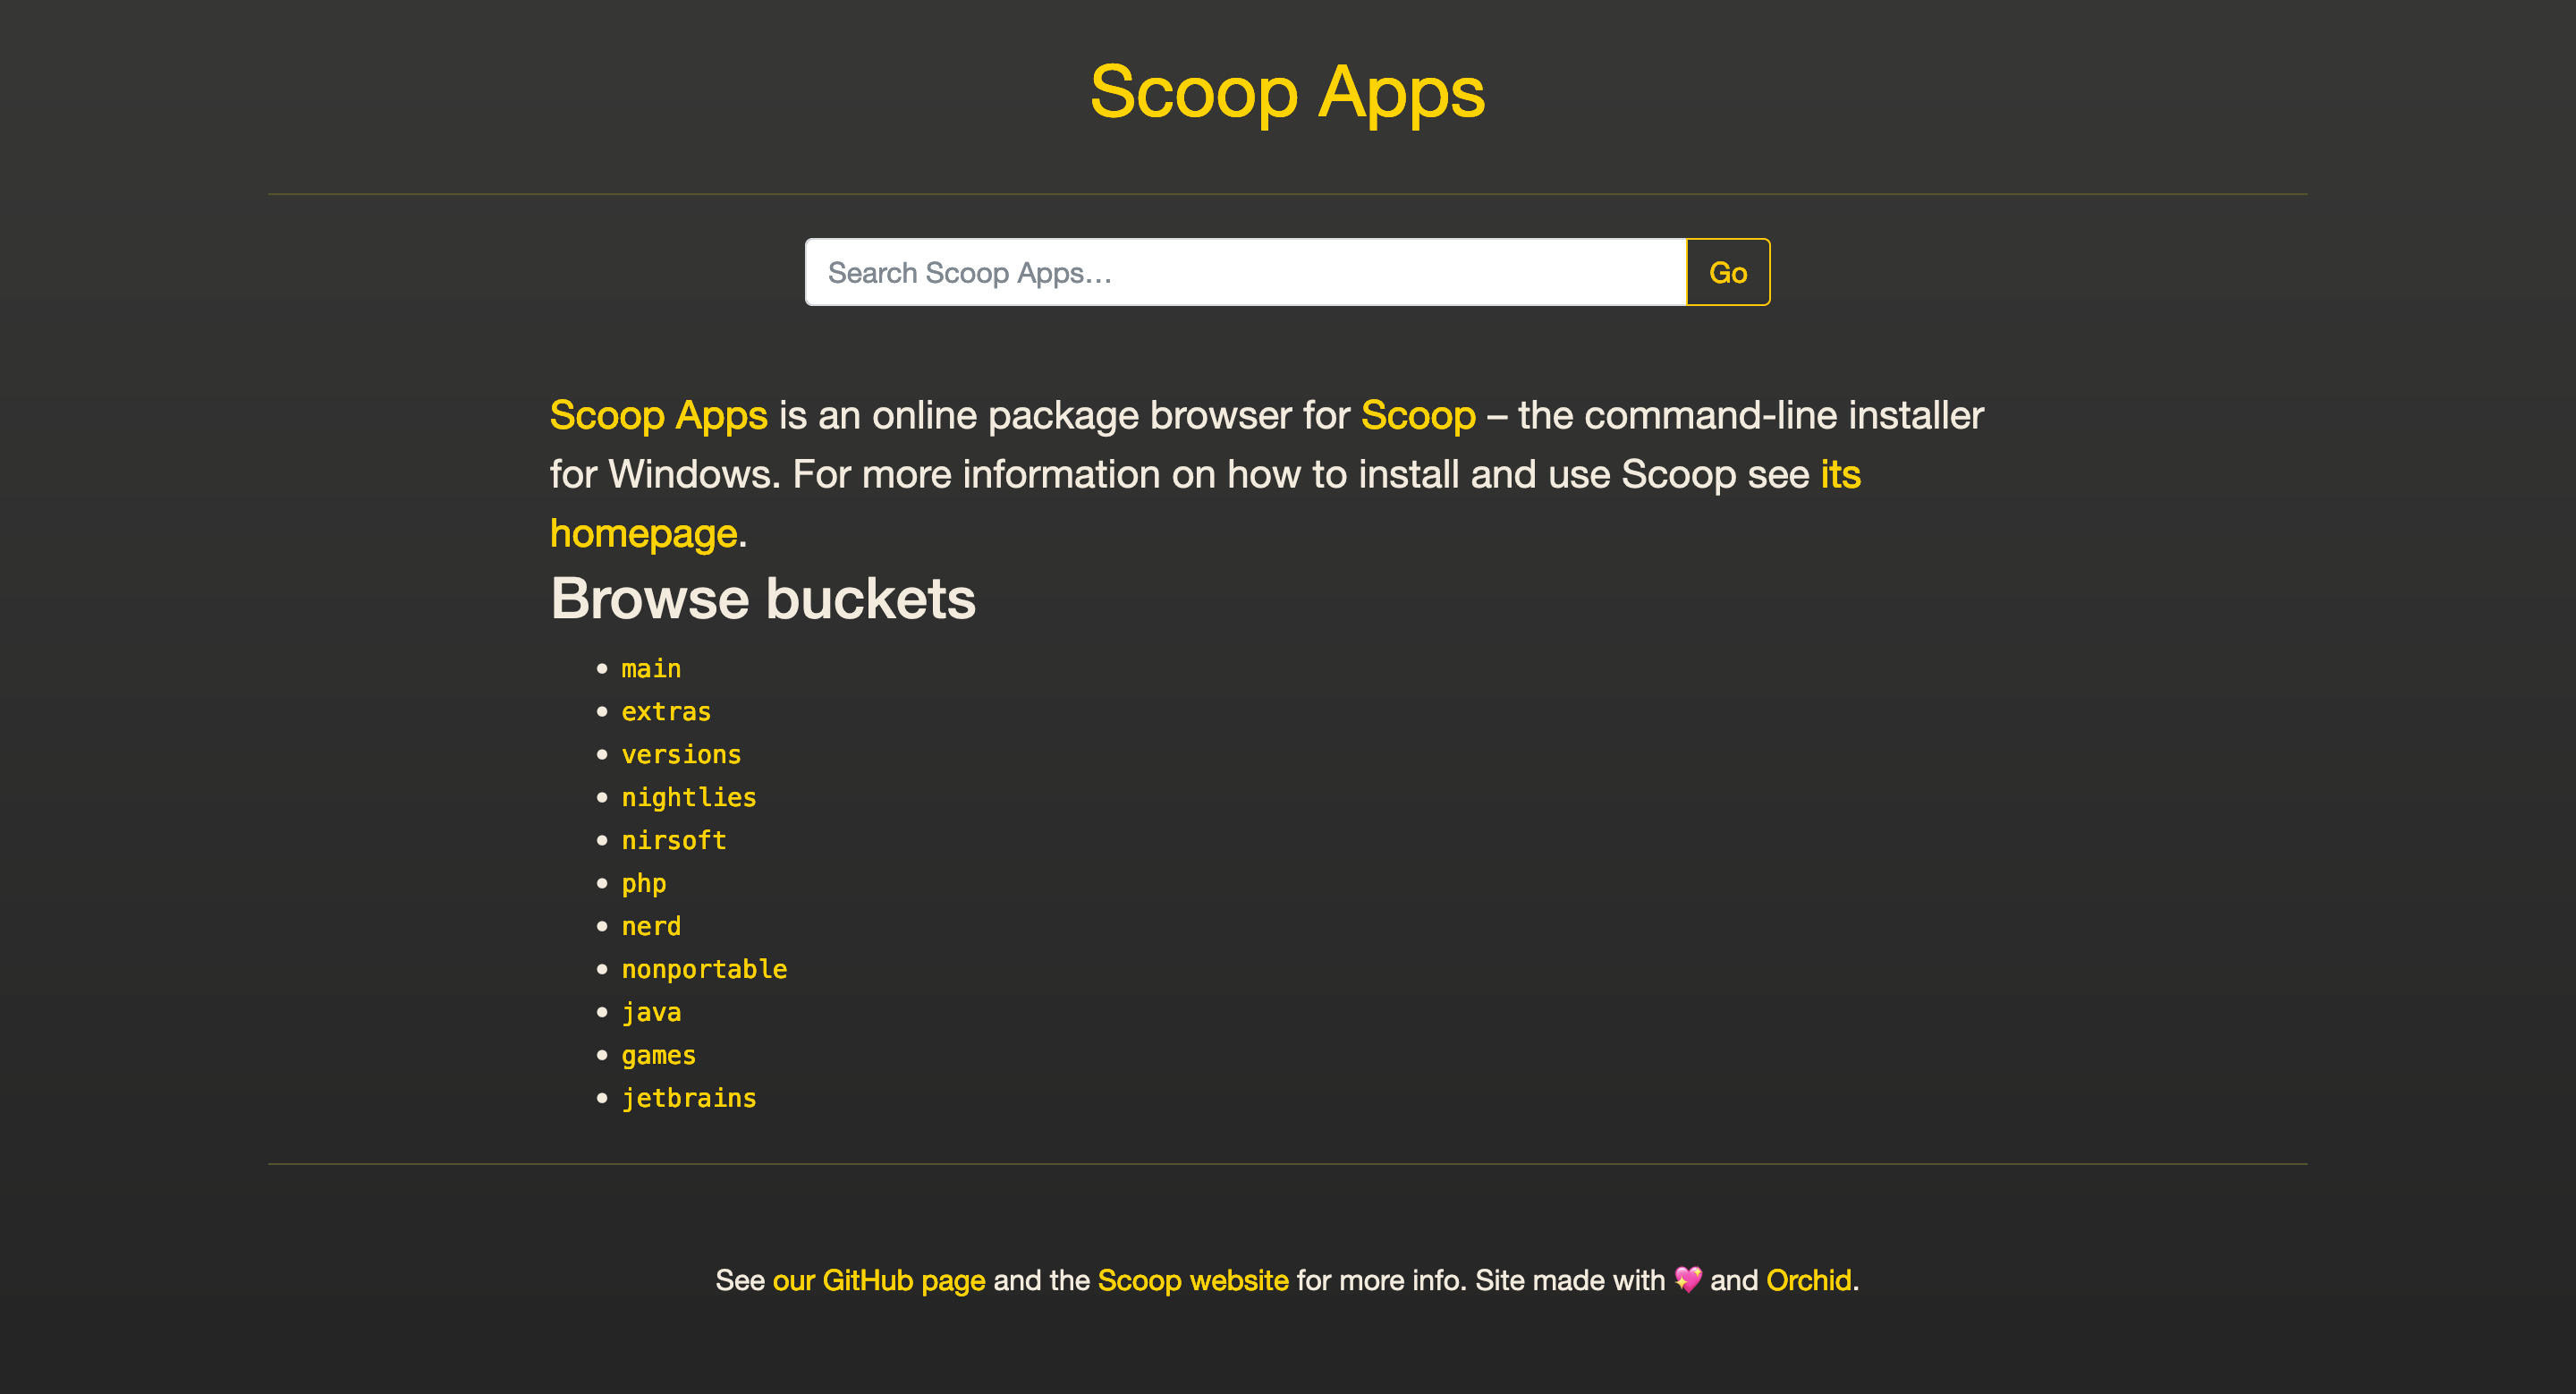 Scoop Apps
Search Scoop Apps...
Go
Scoop Apps is an online package browser for Scoop – the command-line installer
for Windows. For more information on how to install and use Scoop see its
homepage.
Browse buckets
• main
• extras
• versions
• nightlies
• nirsoft
• php
• nerd
• nonportable
• java
• games
• jetbrains
See our GitHub page and the Scoop website for more info. Site made with 💖 and Orchid.